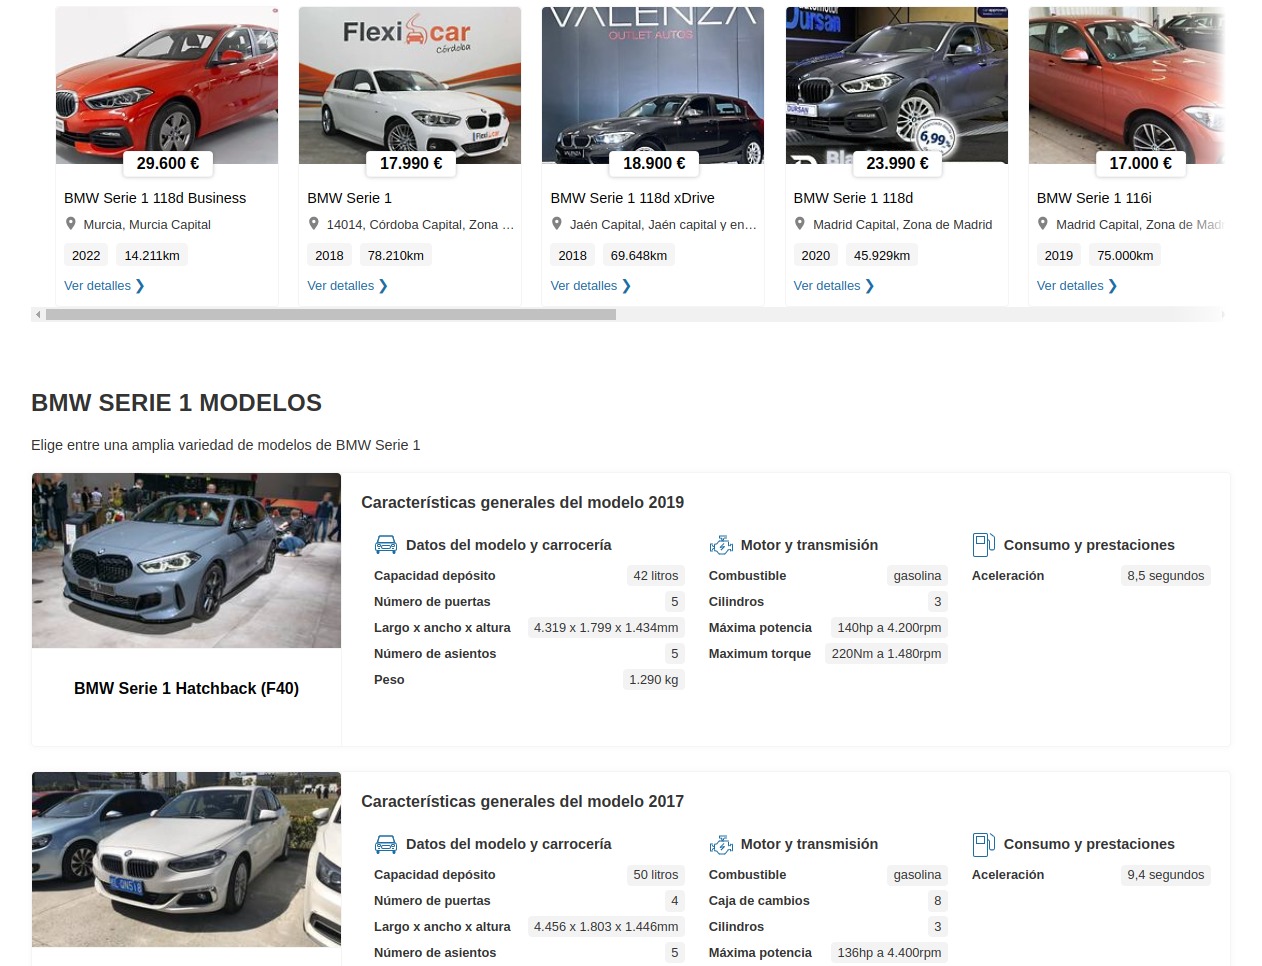 Flexicar
Córdoba
VALENZA
OUTLET AUTOS
Dursan
DURSAN
6,99%
29.600 €
17.990 €
18.900 €
23.990 €
17.000 €
BMW Serie 1 118d Business
Murcia, Murcia Capital
2022 14.211km
Ver detalles ❯
BMW Serie 1
14014, Córdoba Capital, Zona …
2018 78.210km
Ver detalles ❯
BMW Serie 1 118d xDrive
Jaén Capital, Jaén capital y en…
2018 69.648km
Ver detalles ❯
BMW Serie 1 118d
Madrid Capital, Zona de Madrid
2020 45.929km
Ver detalles ❯
BMW Serie 1 116i
Madrid Capital, Zona de Mad
2019 75.000km
Ver detalles ❯
BMW SERIE 1 MODELOS
Elige entre una amplia variedad de modelos de BMW Serie 1
BMW Serie 1 Hatchback (F40)
Características generales del modelo 2019
Datos del modelo y carrocería
Capacidad depósito 42 litros
Número de puertas 5
Largo x ancho x altura 4.319 x 1.799 x 1.434mm
Número de asientos 5
Peso 1.290 kg
Motor y transmisión
Combustible gasolina
Cilindros 3
Máxima potencia 140hp a 4.200rpm
Maximum torque 220Nm a 1.480rpm
Consumo y prestaciones
Aceleración 8,5 segundos
Características generales del modelo 2017
Datos del modelo y carrocería
Capacidad depósito 50 litros
Número de puertas 4
Largo x ancho x altura 4.456 x 1.803 x 1.446mm
Número de asientos 5
Motor y transmisión
Combustible gasolina
Caja de cambios 8
Cilindros 3
Máxima potencia 136hp a 4.400rpm
Consumo y prestaciones
Aceleración 9,4 segundos